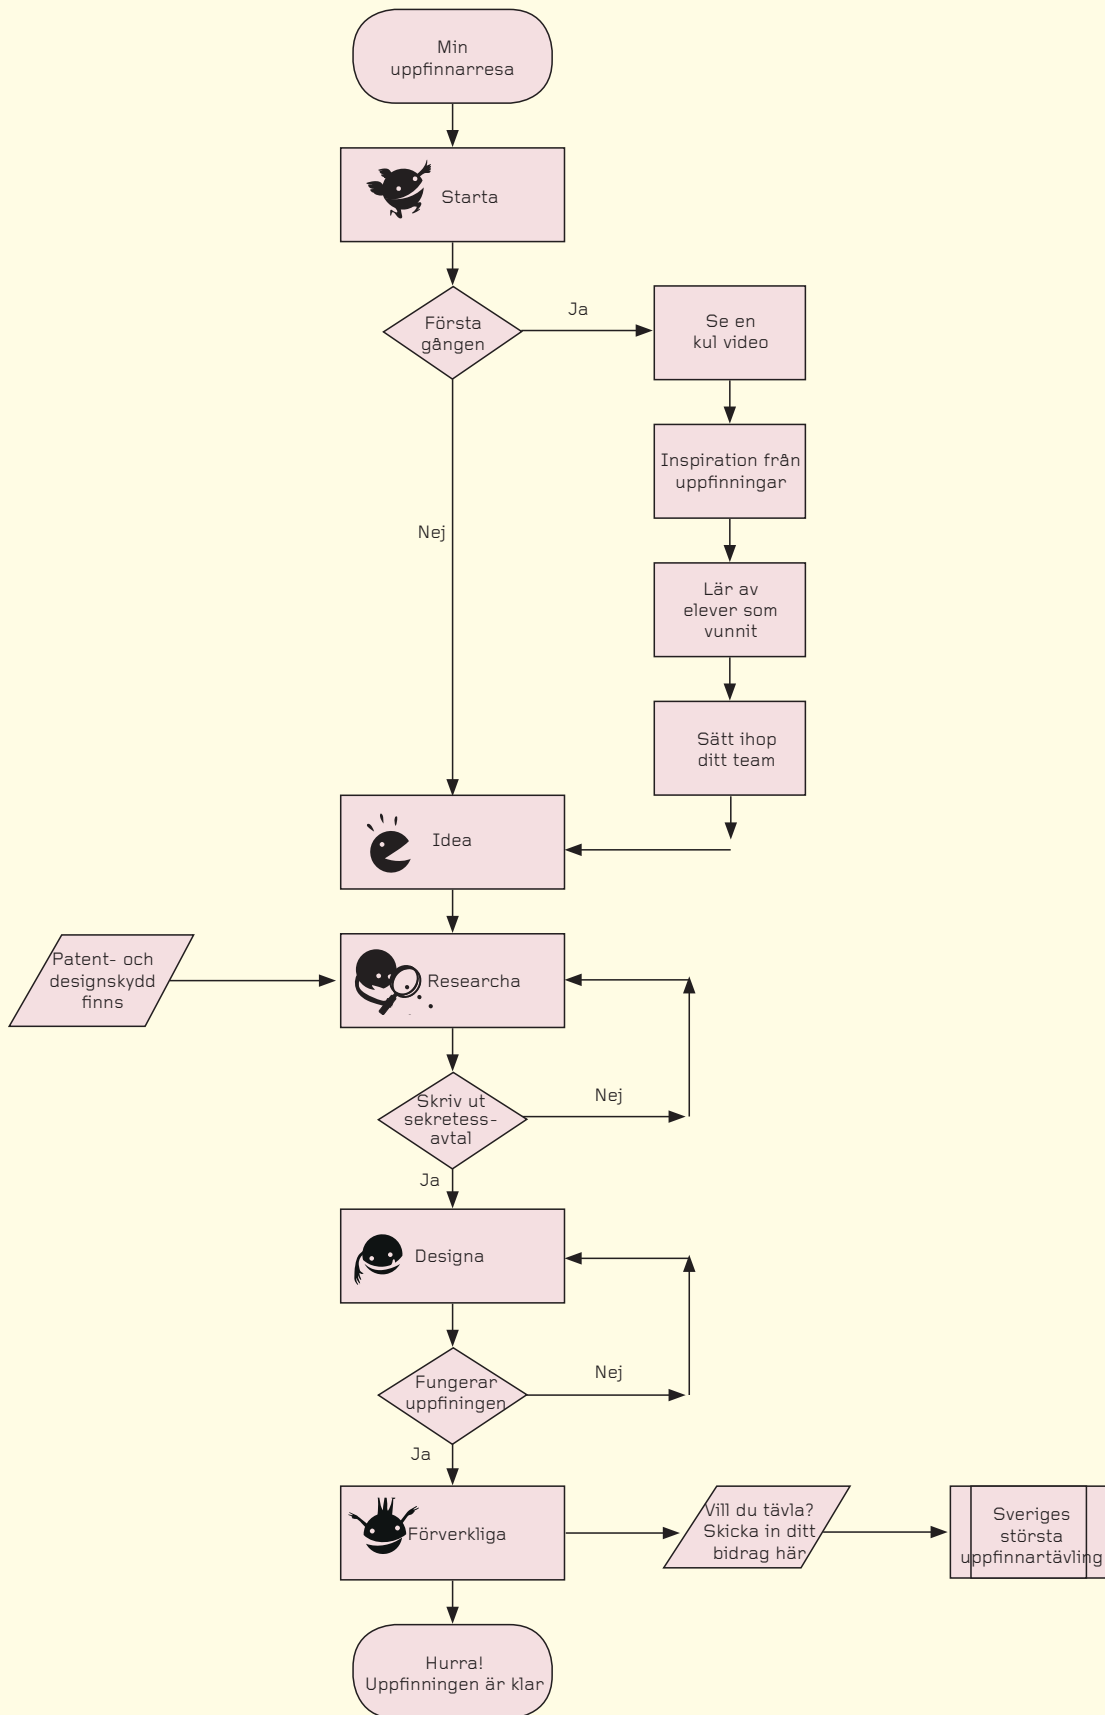 Min
uppfinnarresa
Starta
Första
gången
Ja
Se en
kul video
Inspiration från
uppfinningar
Nej
Lär av
elever som
vunnit
Sätt ihop
ditt team
Idea
Patent- och
designskydd
finns
Researcha
Skriv ut
sekretess-
avtal
Nej
Ja
Designa
Fungerar
uppfiningen
Nej
Ja
Förverkliga
Vill du tävla?
Skicka in ditt
bidrag här
Sveriges
största
uppfinnartävling
Hurra!
Uppfinningen är klar